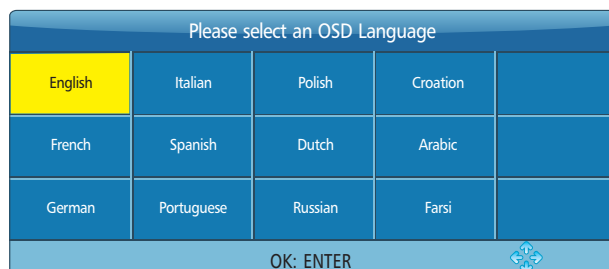 Please select an OSD Language
English Italian Polish Croation
French Spanish Dutch Arabic
German Portuguese Russian Farsi
OK: ENTER